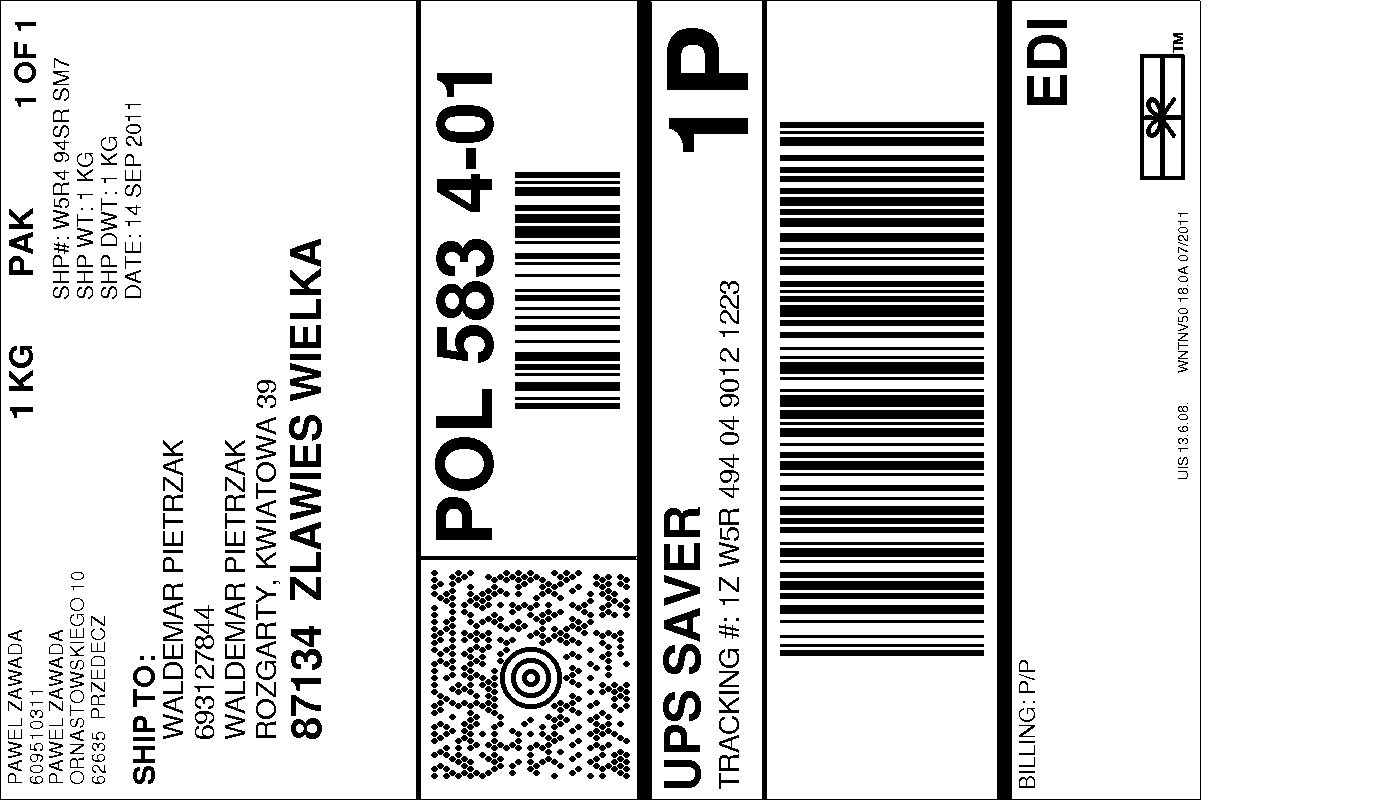 PAWEL ZAWADA
609510311
PAWEL ZAWADA
ORNASTOWSKIEGO 10
62635 PRZEDECZ
1 KG PAK 1 OF 1
SHP#: W5R4 94SR SM7
SHP WT: 1 KG
SHP DWT: 1 KG
DATE: 14 SEP 2011
SHIP TO:
WALDEMAR PIETRZAK
693127844
WALDEMAR PIETRZAK
ROZGARTY, KWIATOWA 39
87134 ZLAWIES WIELKA
POL 583 4-01
UPS SAVER
TRACKING #: 1Z W5R 494 04 9012 1223
1P
BILLING: P/P
EDI
TM
UIS 13.6.08. WNTNV50 18.0A 07/2011